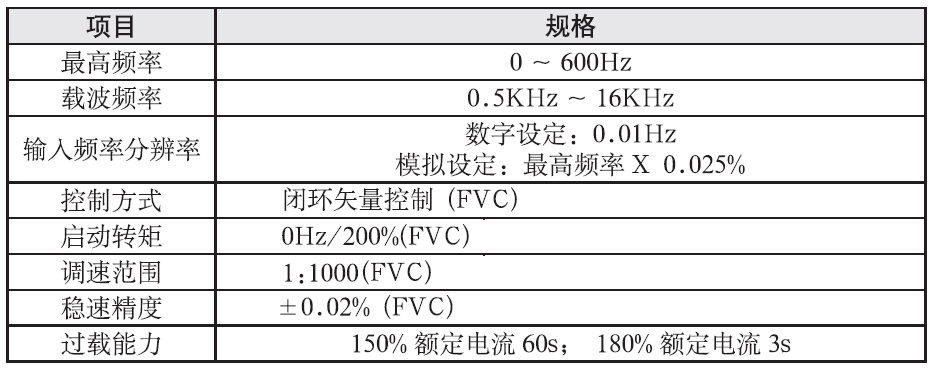 项目 规格
最高频率 0 ~ 600Hz
载波频率 0.5KHz ~ 16KHz
输入频率分辨率 数字设定：0.01Hz
模拟设定：最高频率 X 0.025%
控制方式 闭环矢量控制 (FVC)
启动转矩 0Hz/200%(FVC)
调速范围 1:1000(FVC)
稳速精度 ±0.02% (FVC)
过载能力 150% 额定电流 60s； 180% 额定电流 3s